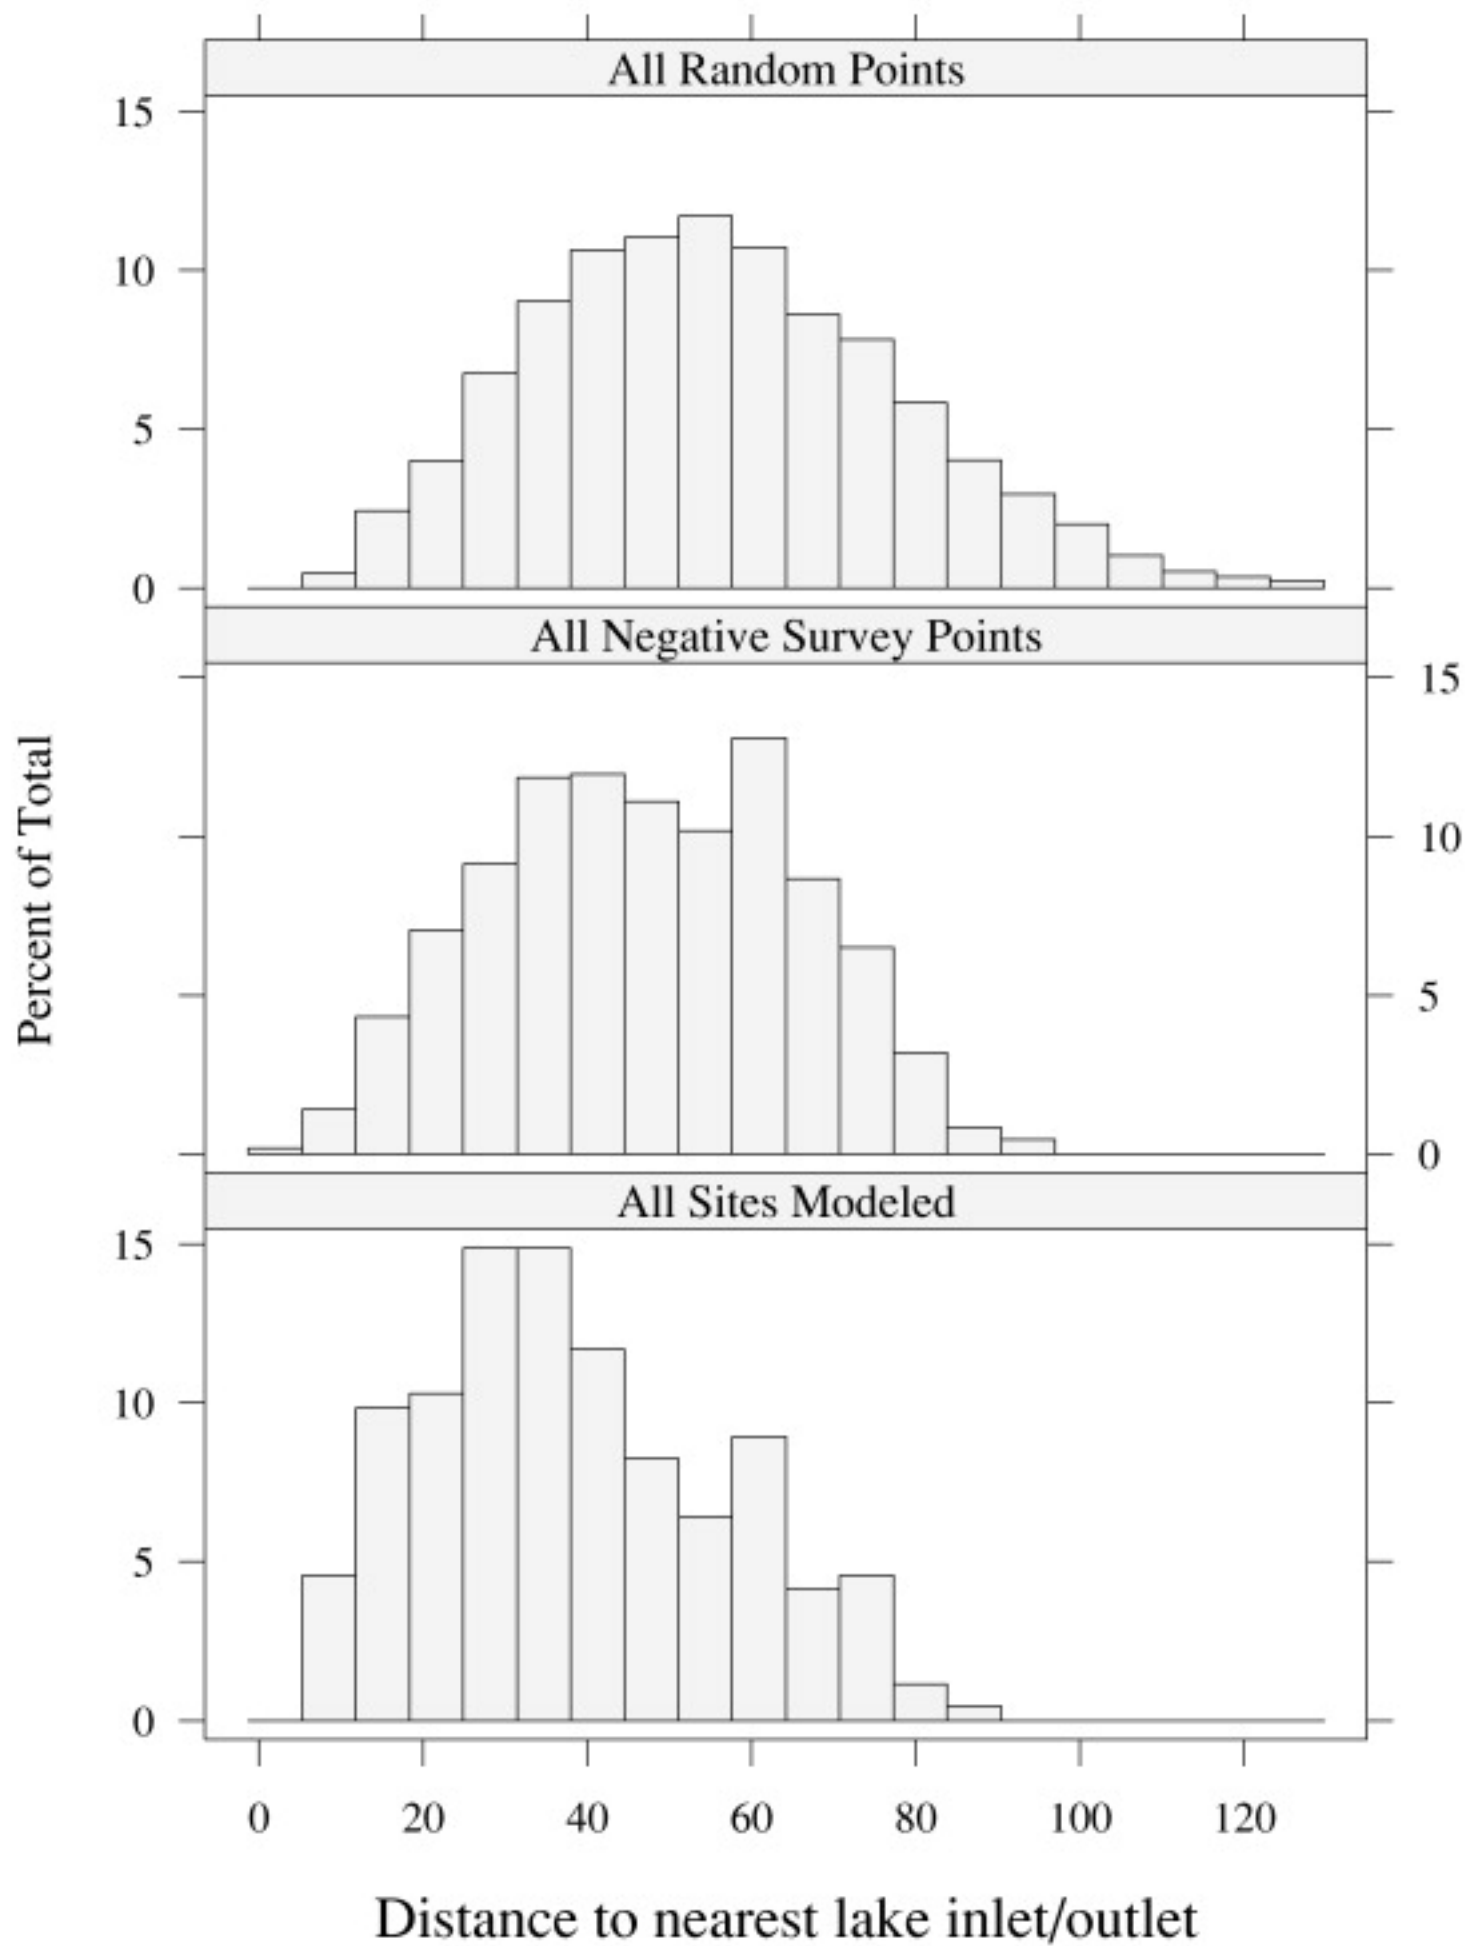 All Random Points
15
10
5
0
All Negative Survey Points
15
10
5
0
Percent of Total
All Sites Modeled
15
10
5
0
0 20 40 60 80 100 120
Distance to nearest lake inlet/outlet